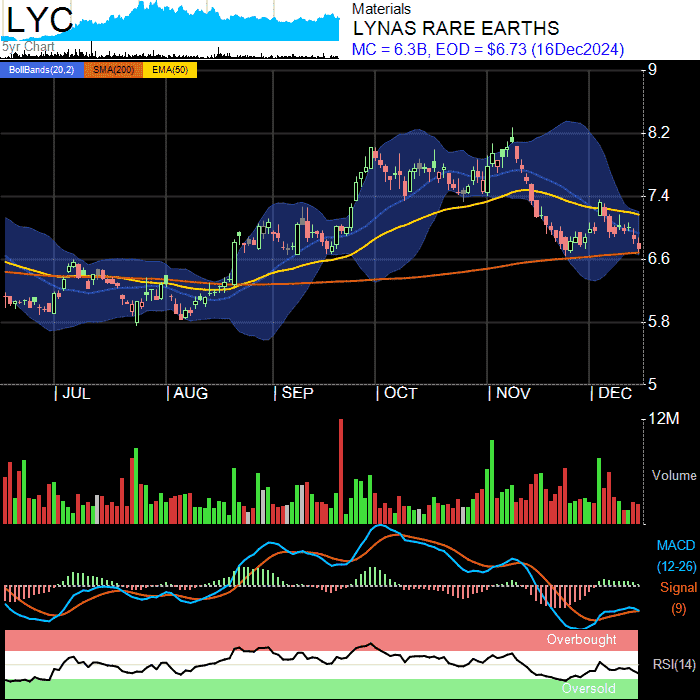 LYC
5yr Chart
Materials
LYNAS RARE EARTHS
MC = 6.3B, EOD = $6.73 (16Dec2024)
BollBands(20,2) SMA(200) EMA(50)
9
8.2
7.4
6.6
5.8
5
| JUL | AUG | SEP | OCT | NOV | DEC
12M
Volume
MACD
(12-26)
Signal
(9)
Overbought
RSI(14)
Oversold